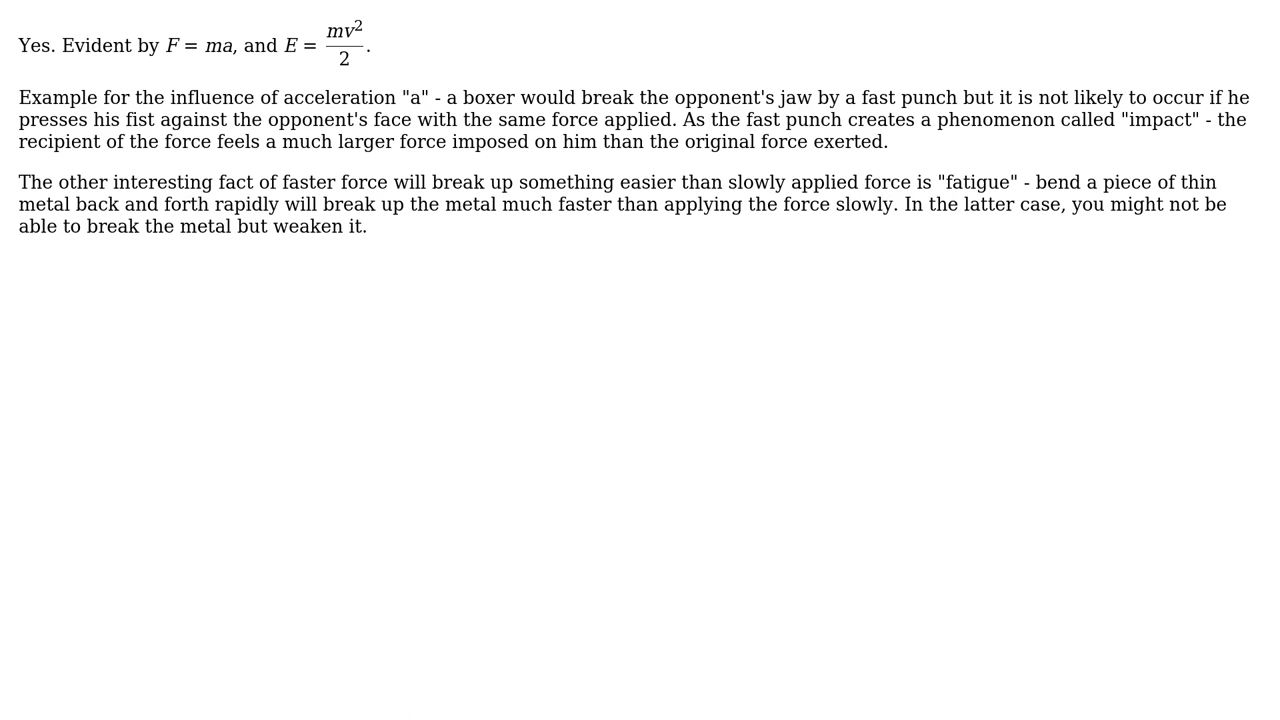 Yes. Evident by F = ma, and E = mv²/2.
Example for the influence of acceleration "a" - a boxer would break the opponent's jaw by a fast punch but it is not likely to occur if he
presses his fist against the opponent's face with the same force applied. As the fast punch creates a phenomenon called "impact" - the
recipient of the force feels a much larger force imposed on him than the original force exerted.
The other interesting fact of faster force will break up something easier than slowly applied force is "fatigue" - bend a piece of thin
metal back and forth rapidly will break up the metal much faster than applying the force slowly. In the latter case, you might not be
able to break the metal but weaken it.